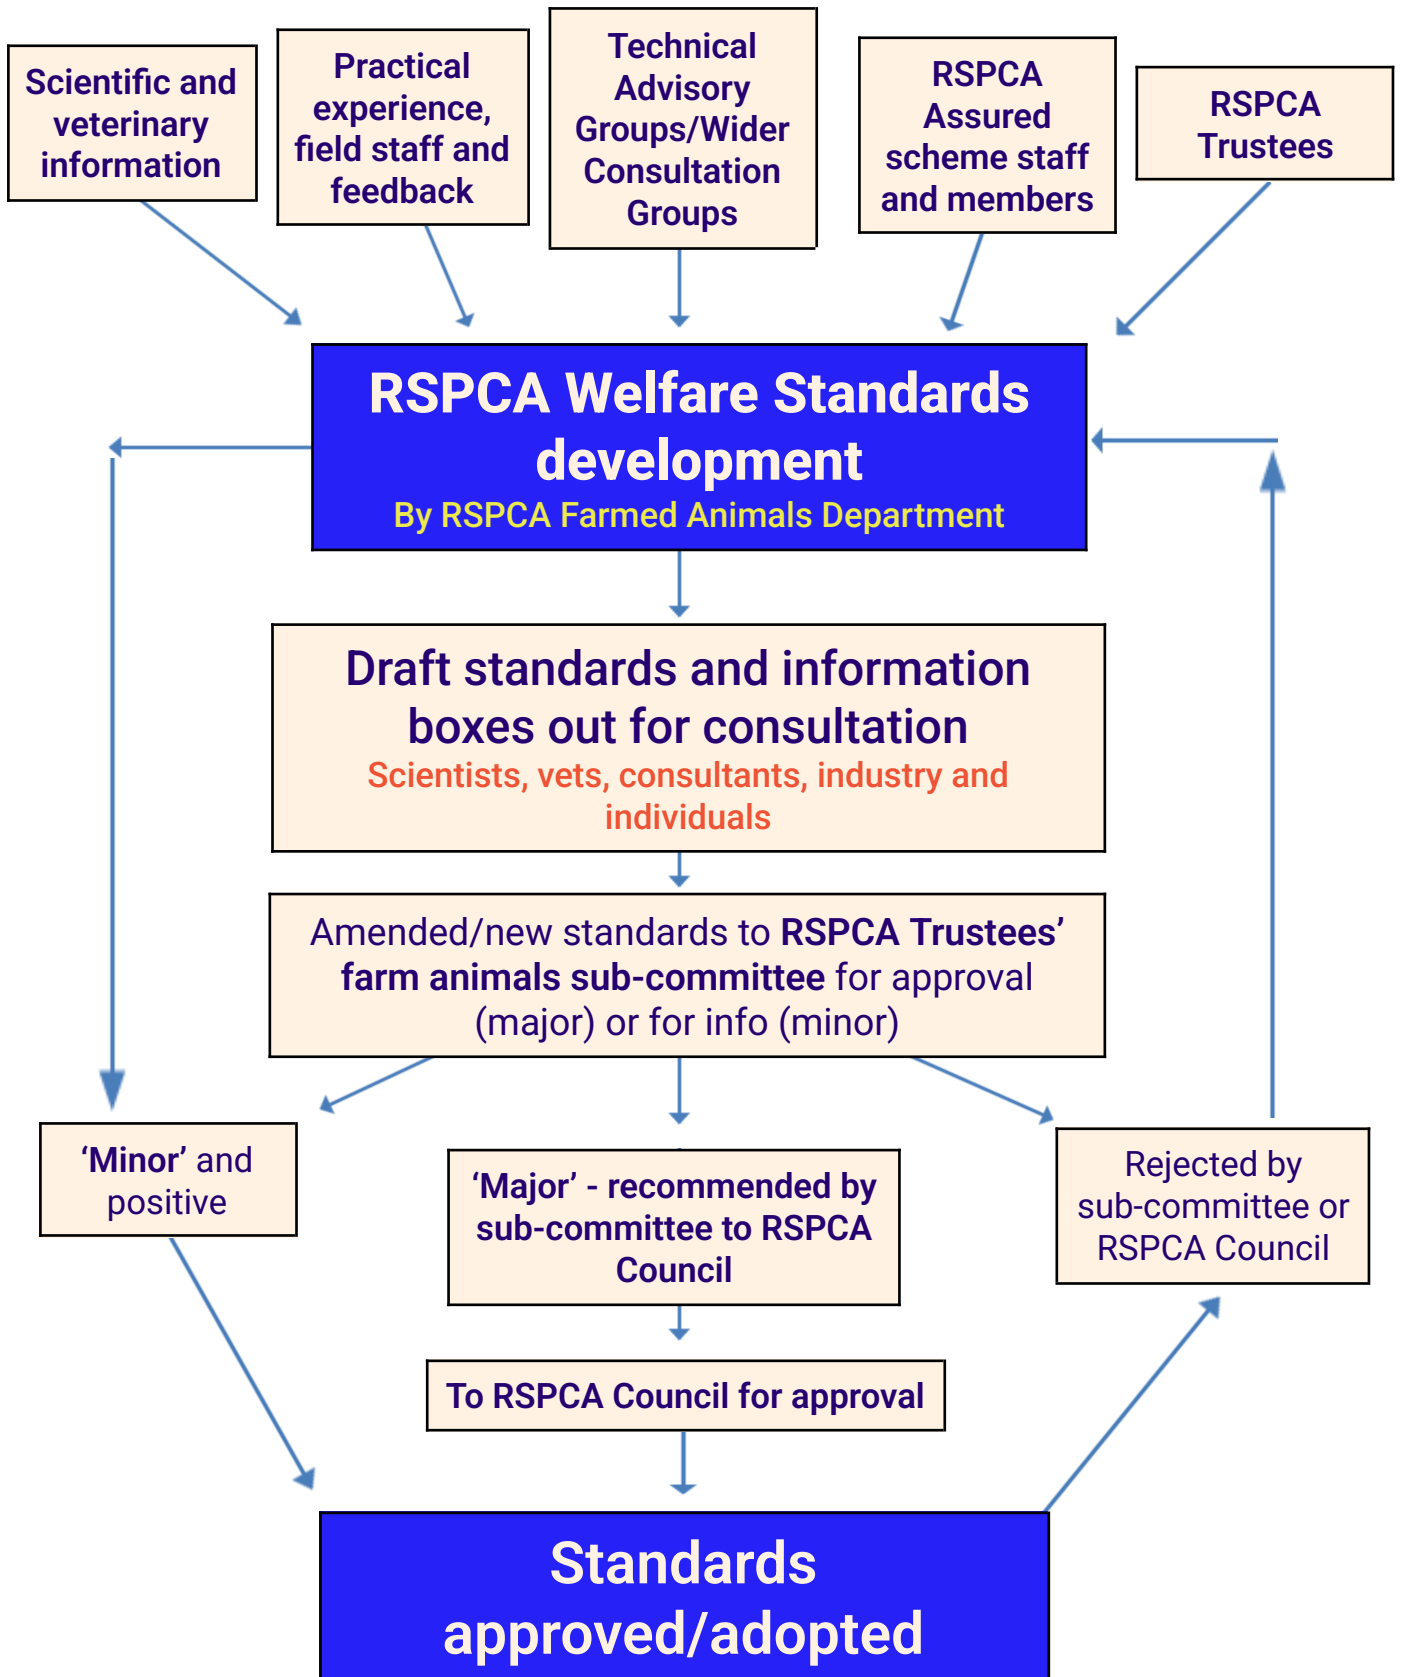 Scientific and
veterinary
information
Practical
experience,
field staff and
feedback
Technical
Advisory
Groups/Wider
Consultation
Groups
RSPCA
Assured
scheme staff
and members
RSPCA
Trustees
RSPCA Welfare Standards
development
By RSPCA Farmed Animals Department
Draft standards and information
boxes out for consultation
Scientists, vets, consultants, industry and
individuals
Amended/new standards to RSPCA Trustees’
farm animals sub-committee for approval
(major) or for info (minor)
‘Minor’ and
positive
‘Major’ - recommended by
sub-committee to RSPCA
Council
Rejected by
sub-committee or
RSPCA Council
To RSPCA Council for approval
Standards
approved/adopted